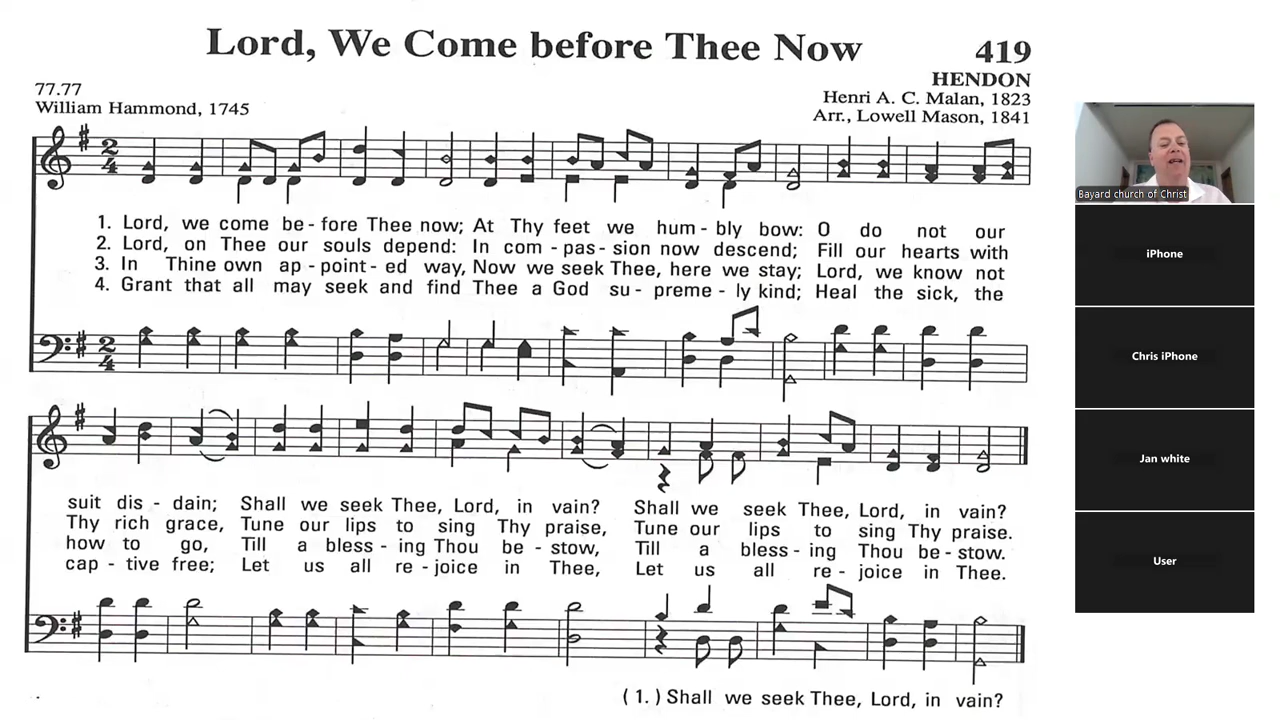 Lord, We Come before Thee Now
419
HENDON
77.77
Henri A. C. Malan, 1823
William Hammond, 1745
Arr., Lowell Mason, 1841
2
4
1. Lord, we come be - fore Thee now; At Thy feet we hum - bly bow: O do not our
2. Lord, on Thee our souls depend: In com - pas - sion now descend; Fill our hearts with
3. In Thine own ap - point - ed way, Now we seek Thee, here we stay; Lord, we know not
4. Grant that all may seek and find Thee a God su - preme - ly kind; Heal the sick, the
2
4
suit dis - dain; Shall we seek Thee, Lord, in vain? Shall we seek Thee, Lord, in vain?
Thy rich grace, Tune our lips to sing Thy praise, Tune our lips to sing Thy praise.
how to go, Till a bless - ing Thou be - stow, Till a bless - ing Thou be - stow.
cap - tive free; Let us all re - joice in Thee, Let us all re - joice in Thee.
( 1. ) Shall we seek Thee, Lord, in vain?
Bayard church of Christ
iPhone
Chris iPhone
Jan white
User